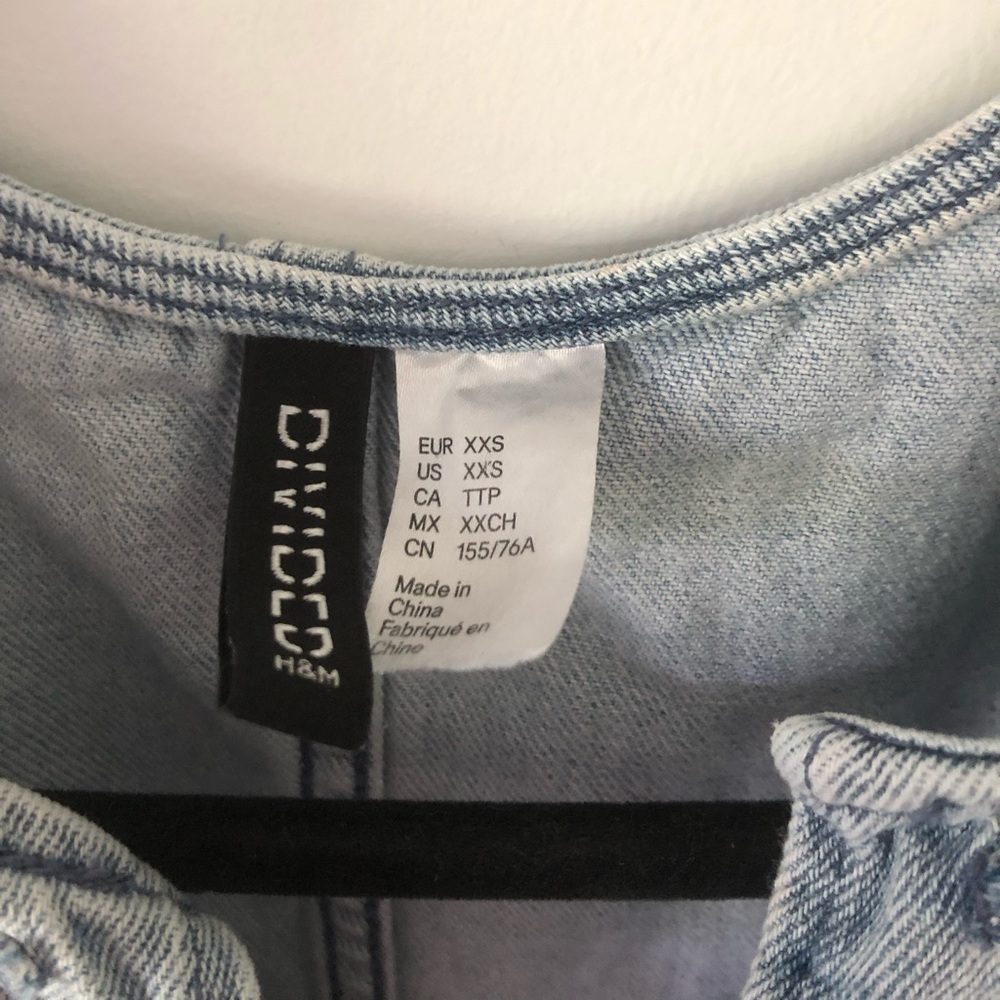 DIVIDED
H&M
EUR XXS
US XXS
CA TTP
MX XXCH
CN 155/76A
Made in
China
Fabriqué en
Chine